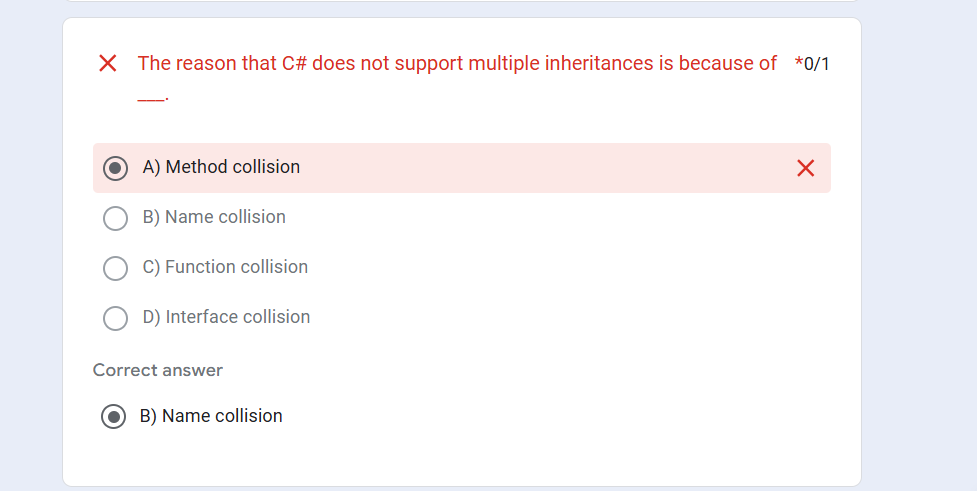 The reason that C# does not support multiple inheritances is because of *0/1
___.
A) Method collision
B) Name collision
C) Function collision
D) Interface collision
Correct answer
B) Name collision